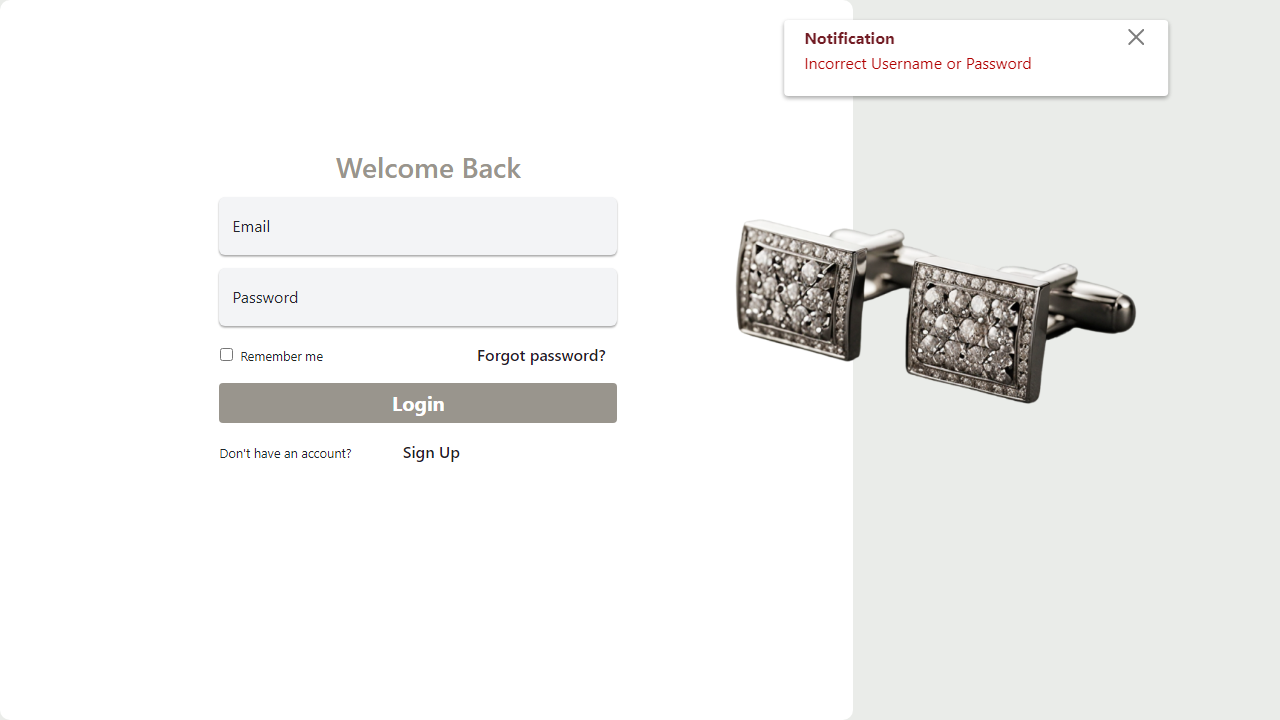 Notification
Incorrect Username or Password
Welcome Back
Email
Password
Remember me
Forgot password?
Login
Don't have an account?
Sign Up